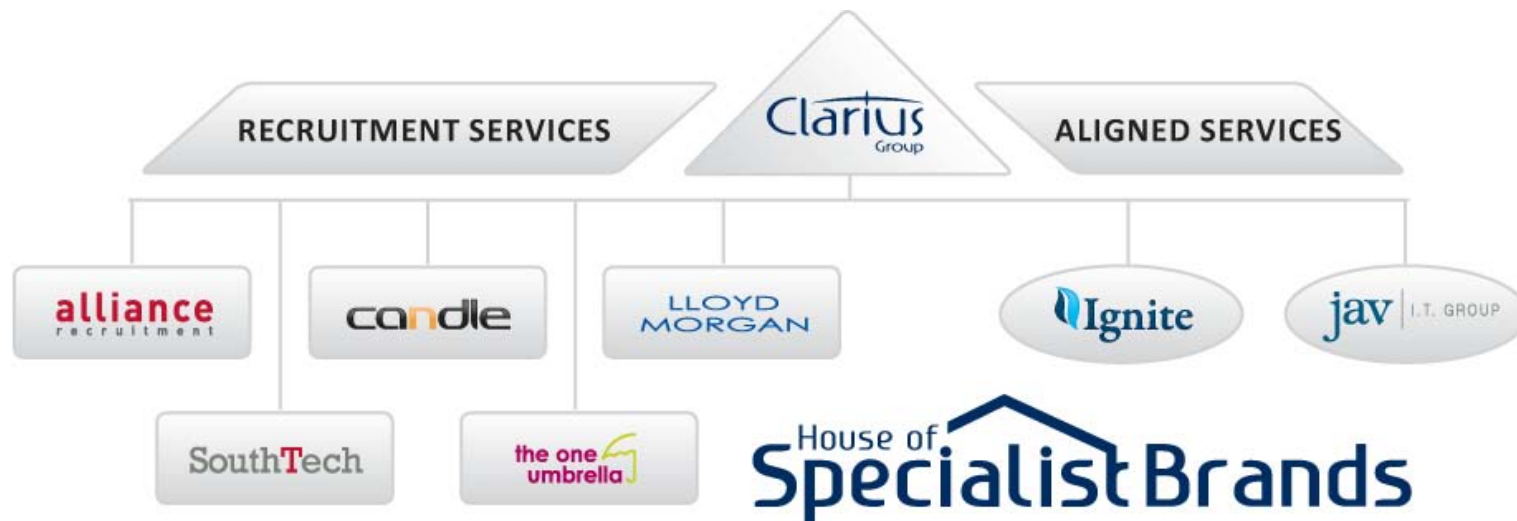 RECRUITMENT SERVICES
Clarius
Group
ALIGNED SERVICES
alliance
recruitment
candle
LLOYD
MORGAN
Ignite
jav I.T. GROUP
SouthTech
the one
umbrella
House of
Specialist Brands